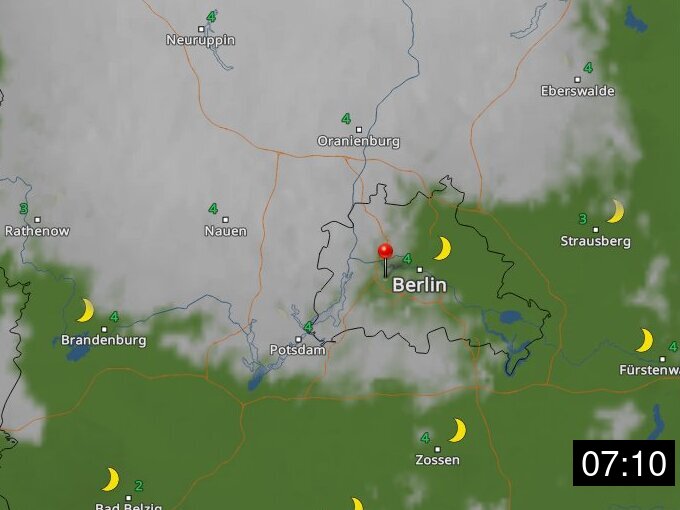 4
Neuruppin
4
Eberswalde
4
Oranienburg
3
Rathenow
4
Nauen
3
Strausberg
4
Berlin
4
Brandenburg
4
Potsdam
4
Fürstenwa
4
Zossen
07:10
2
Bad Belzig